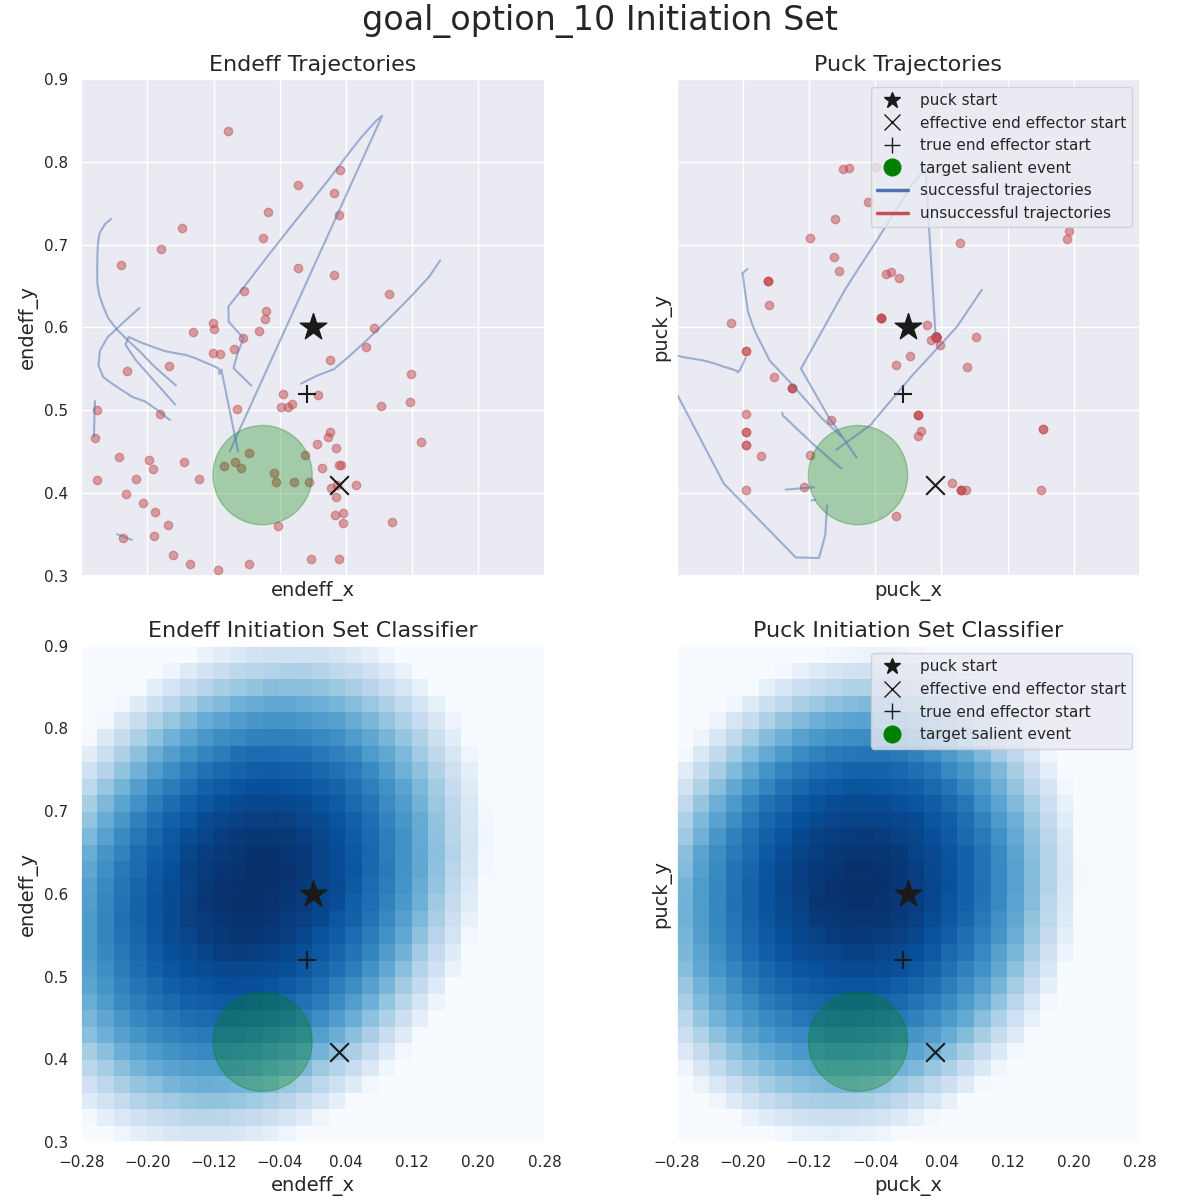 goal_option_10 Initiation Set
Endeff Trajectories
0.9
0.8
0.7
0.6
0.5
0.4
0.3
endeff_y
endeff_x
Puck Trajectories
puck start
effective end effector start
true end effector start
target salient event
successful trajectories
unsuccessful trajectories
puck_y
puck_x
Endeff Initiation Set Classifier
0.9
0.8
0.7
0.6
0.5
0.4
0.3
endeff_y
−0.28 −0.20 −0.12 −0.04 0.04 0.12 0.20 0.28
endeff_x
Puck Initiation Set Classifier
puck start
effective end effector start
true end effector start
target salient event
puck_y
−0.28 −0.20 −0.12 −0.04 0.04 0.12 0.20 0.28
puck_x